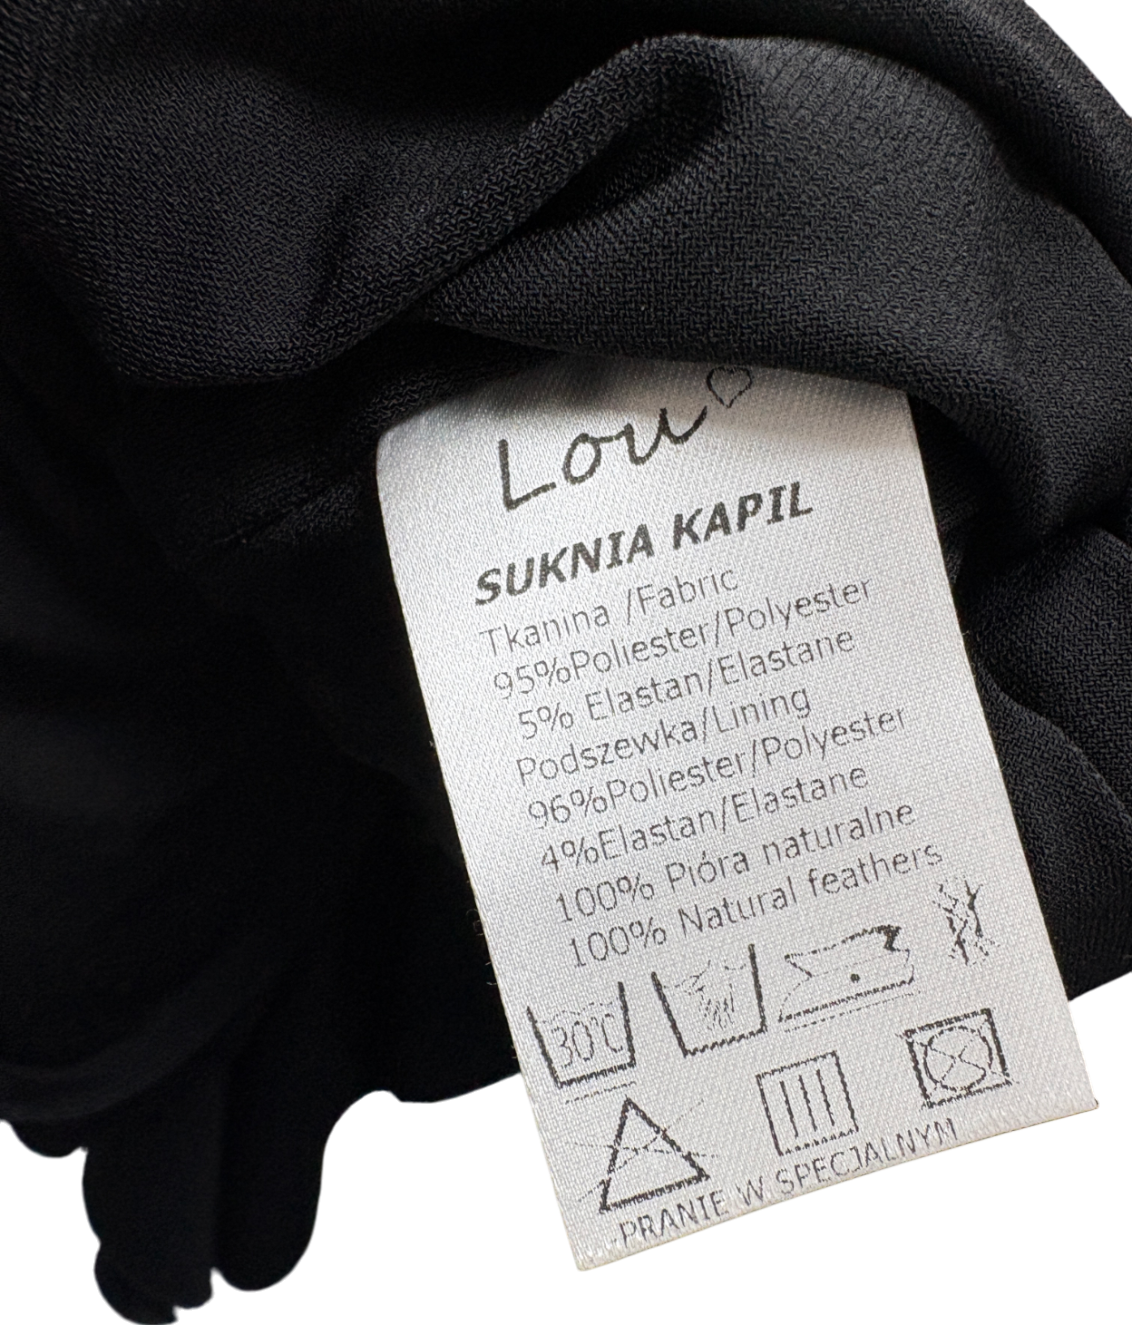 Lou
SUKNIA KAPIL
Tkanina /Fabric
95%Poliester/Polyester
5% Elastan/Elastane
Podszewka/Lining
96%Poliester/Polyester
4%Elastan/Elastane
100% Pióra naturalne
100% Natural feathers
30°C
PRANIE W SPECJALNYM